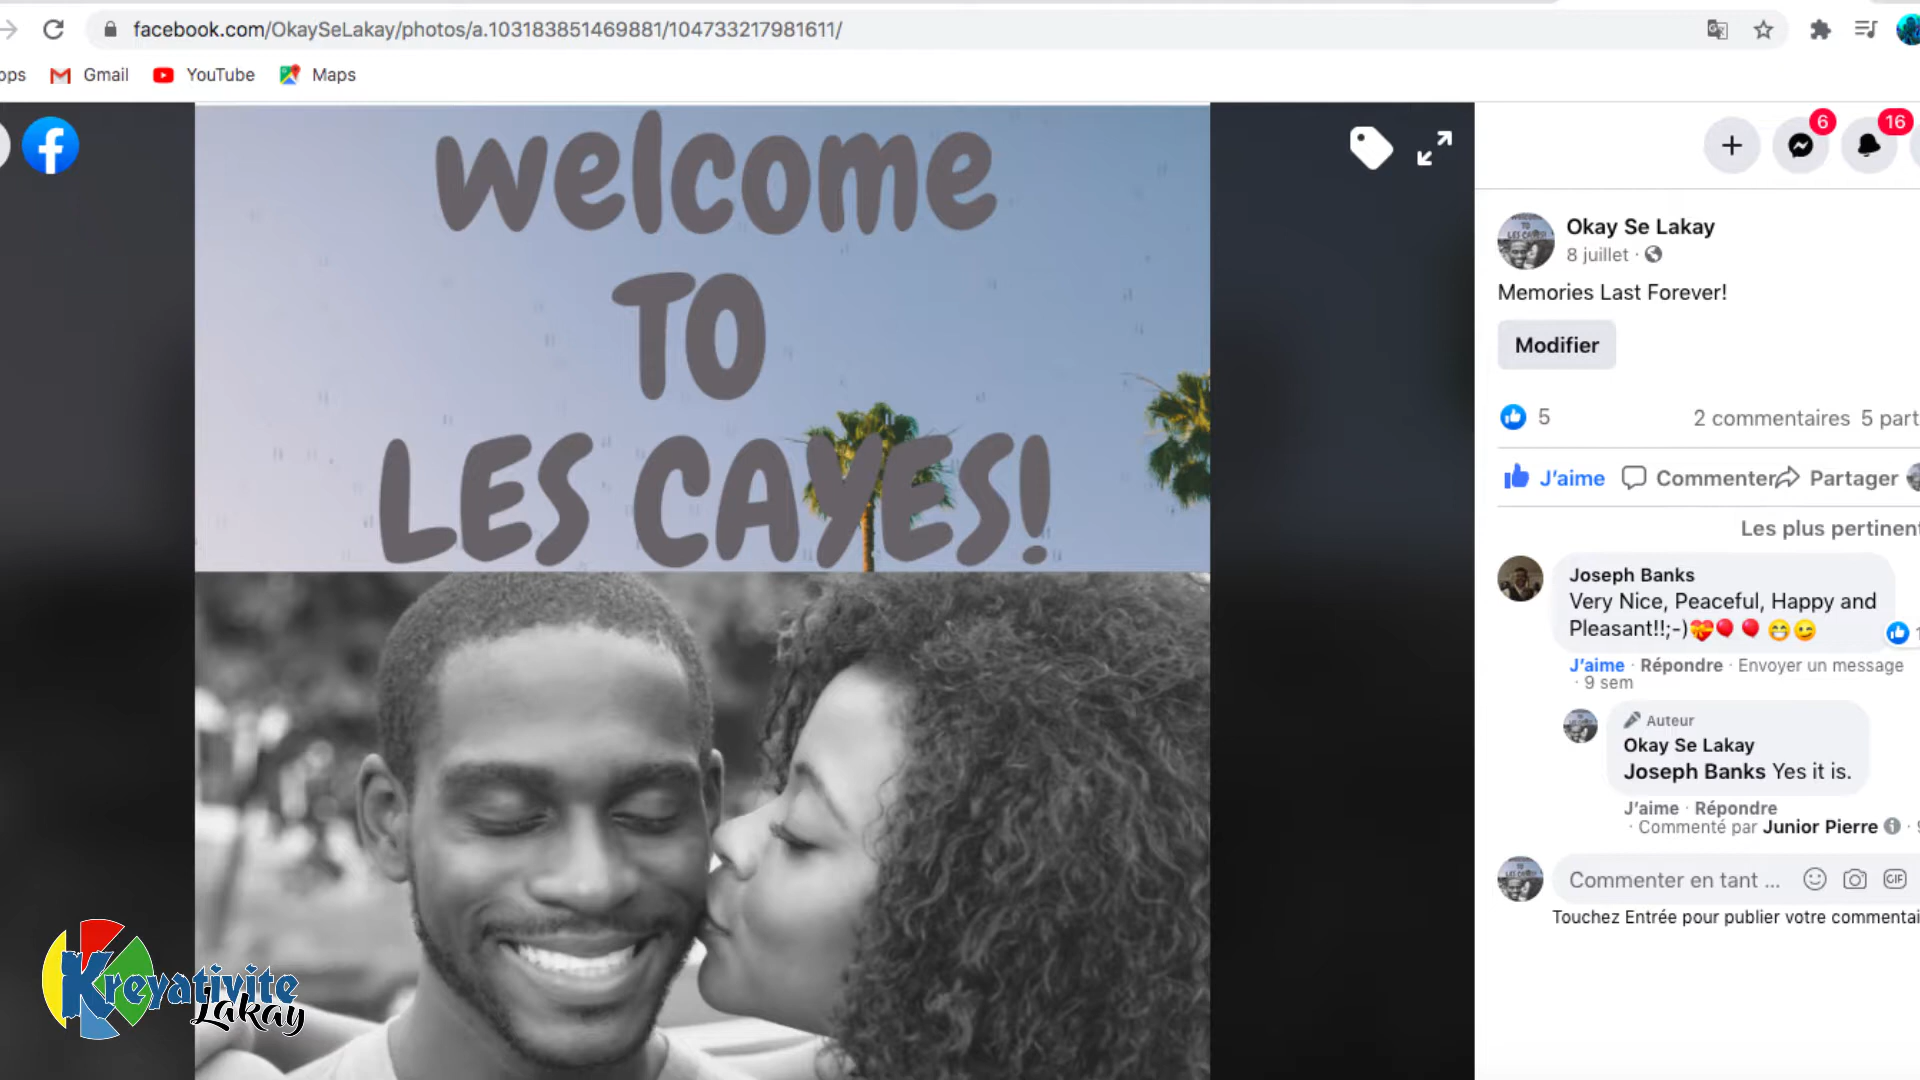 facebook.com/OkaySeLakay/photos/a.103183851469881/104733217981611/
Gmail
YouTube
Maps
welcome
TO
LES CAYES!
6
16
Okay Se Lakay
8 juillet ·
Memories Last Forever!
Modifier
5
2 commentaires 5 part
J'aime
Commenter
Partager
Les plus pertinent
Joseph Banks
Very Nice, Peaceful, Happy and
Pleasant!!;-)💝🎈🎈😁😉
J'aime · Répondre · Envoyer un message
· 9 sem
Auteur
Okay Se Lakay
Joseph Banks Yes it is.
J'aime · Répondre
· Commenté par Junior Pierre
Commenter en tant ...
GIF
Touchez Entrée pour publier votre commentai
Kreyativite
Lakay